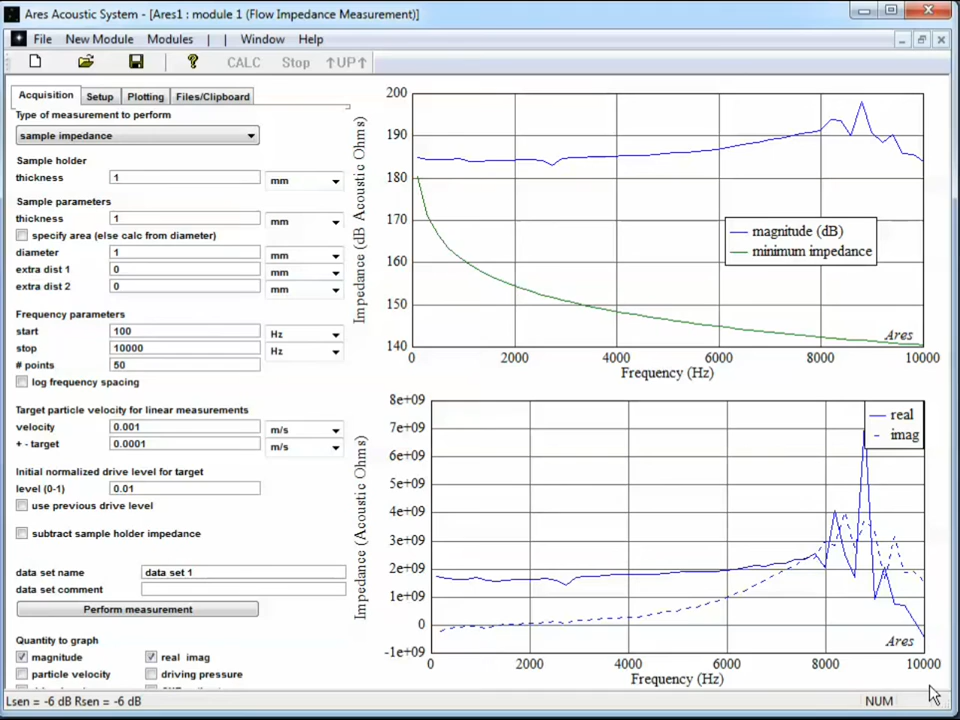 Ares Acoustic System - [Ares1 : module 1 (Flow Impedance Measurement)]
File New Module Modules | | Window Help
CALC Stop ↑UP↑
Acquisition Setup Plotting Files/Clipboard
Type of measurement to perform
sample impedance
Sample holder
thickness 1 mm
Sample parameters
thickness 1 mm
specify area (else calc from diameter)
diameter 1 mm
extra dist 1 0 mm
extra dist 2 0 mm
Frequency parameters
start 100 Hz
stop 10000 Hz
# points 50
log frequency spacing
Target particle velocity for linear measurements
velocity 0.001 m/s
+ - target 0.0001 m/s
Initial normalized drive level for target
level (0-1) 0.01
use previous drive level
subtract sample holder impedance
data set name data set 1
data set comment
Perform measurement
Quantity to graph
magnitude real imag
particle velocity driving pressure
Impedance (dB Acoustic Ohms)
200
190
180
170
160
150
140
magnitude (dB)
minimum impedance
Ares
0 2000 4000 6000 8000 10000
Frequency (Hz)
Impedance (Acoustic Ohms)
8e+09
7e+09
6e+09
5e+09
4e+09
3e+09
2e+09
1e+09
0
-1e+09
real
imag
Ares
0 2000 4000 6000 8000 10000
Frequency (Hz)
Lsen = -6 dB Rsen = -6 dB NUM